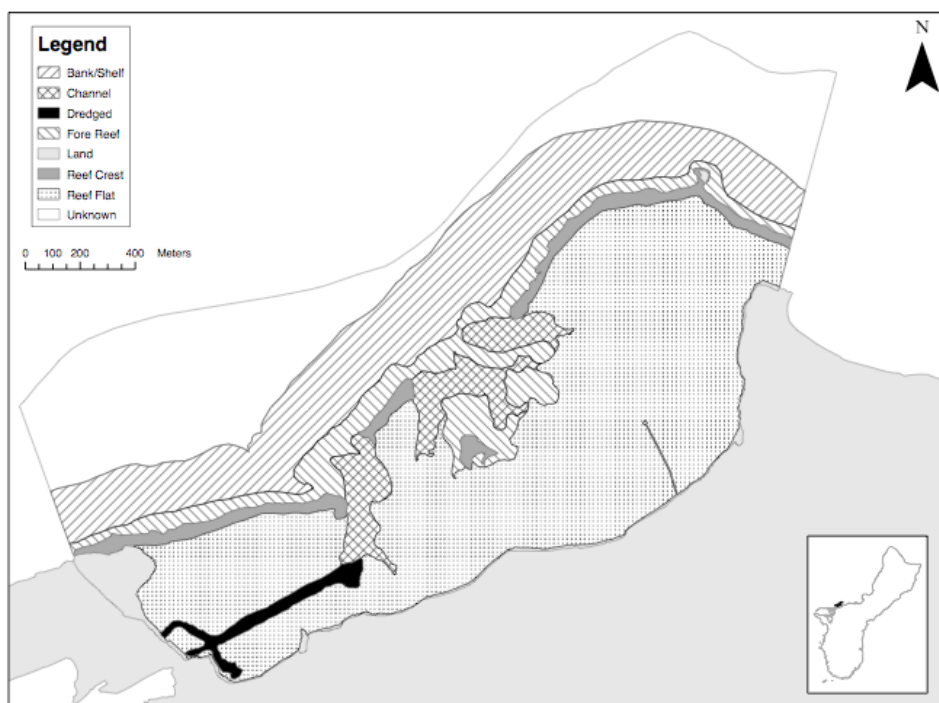 N
Legend
Bank/Shelf
Channel
Dredged
Fore Reef
Land
Reef Crest
Reef Flat
Unknown
0 100 200 400 Meters